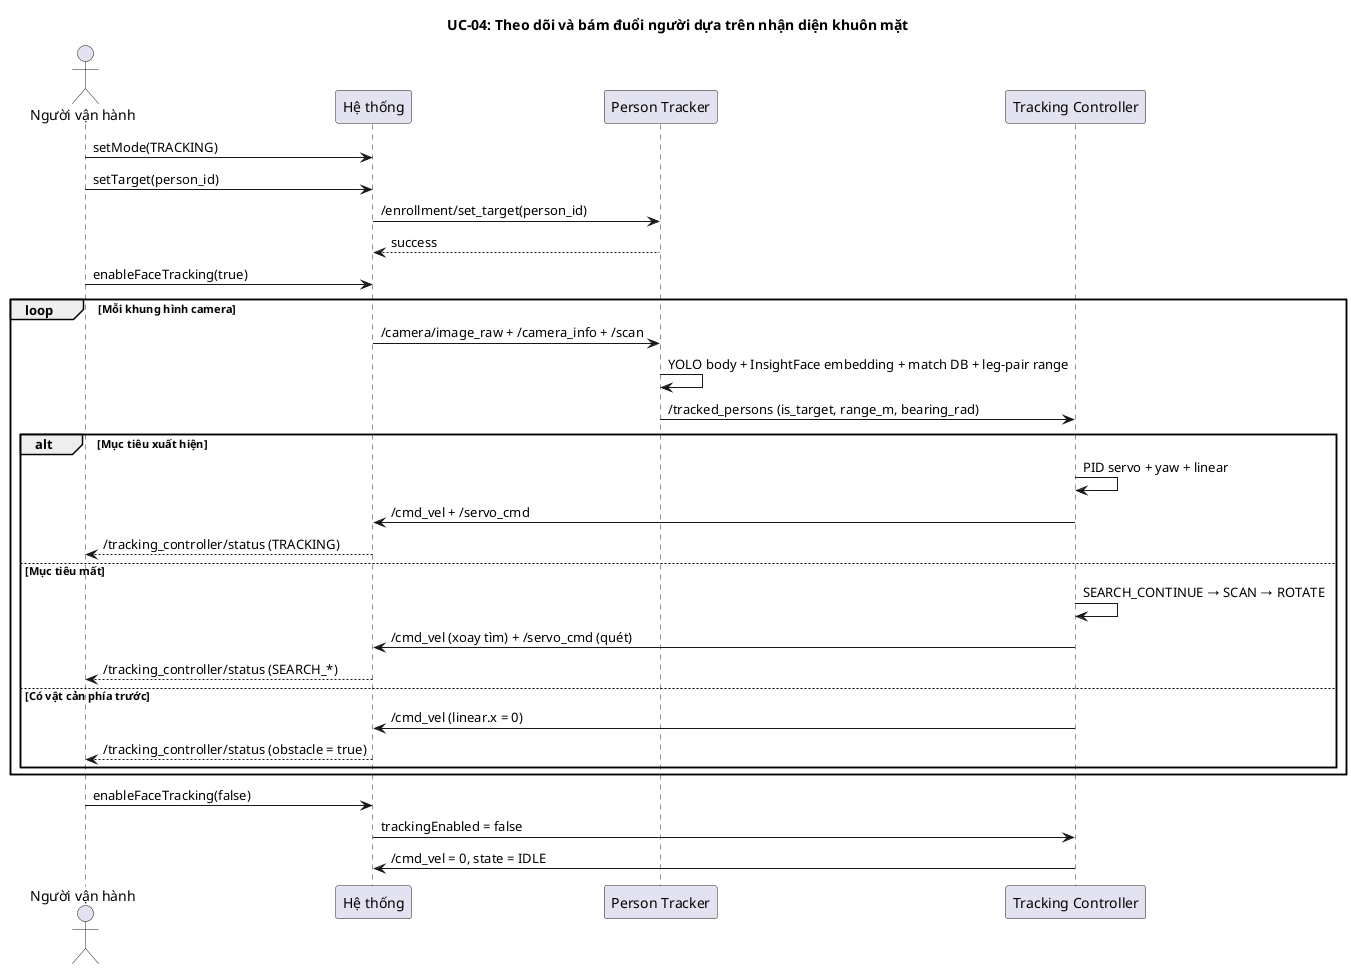 UC-04: Theo dõi và bám đuổi người dựa trên nhận diện khuôn mặt
Người vận hành
Hệ thống
Person Tracker
Tracking Controller
setMode(TRACKING)
setTarget(person_id)
/enrollment/set_target(person_id)
success
enableFaceTracking(true)
loop [Mỗi khung hình camera]
/camera/image_raw + /camera_info + /scan
YOLO body + InsightFace embedding + match DB + leg-pair range
/tracked_persons (is_target, range_m, bearing_rad)
alt [Mục tiêu xuất hiện]
PID servo + yaw + linear
/cmd_vel + /servo_cmd
/tracking_controller/status (TRACKING)
[Mục tiêu mất]
SEARCH_CONTINUE → SCAN → ROTATE
/cmd_vel (xoay tìm) + /servo_cmd (quét)
/tracking_controller/status (SEARCH_*)
[Có vật cản phía trước]
/cmd_vel (linear.x = 0)
/tracking_controller/status (obstacle = true)
enableFaceTracking(false)
trackingEnabled = false
/cmd_vel = 0, state = IDLE
Người vận hành
Hệ thống
Person Tracker
Tracking Controller